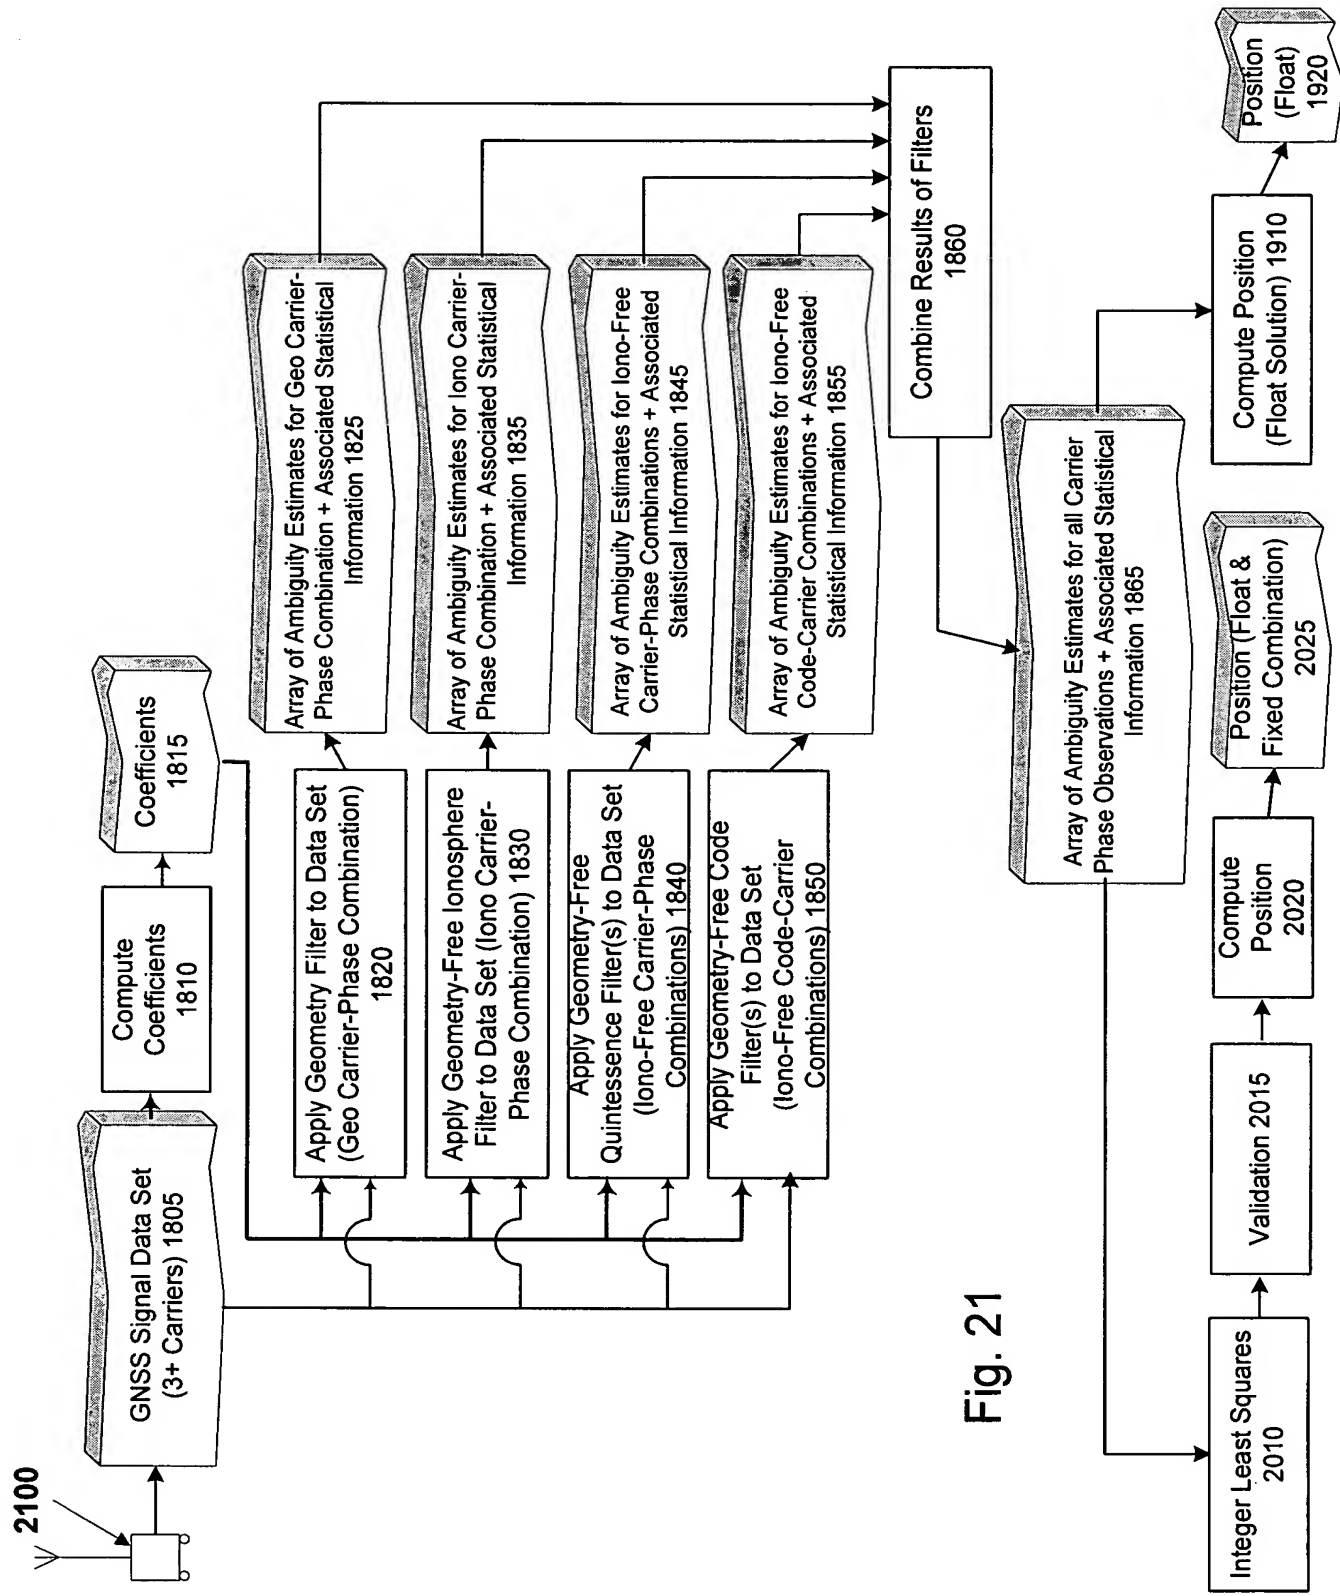 2100
GNSS Signal Data Set
(3+ Carriers) 1805
Compute
Coefficients
1810
Coefficients
1815
Apply Geometry Filter to Data Set
(Geo Carrier-Phase Combination)
1820
Array of Ambiguity Estimates for Geo Carrier-
Phase Combination + Associated Statistical
Information 1825
Apply Geometry-Free Ionosphere
Filter to Data Set (Iono Carrier-
Phase Combination) 1830
Array of Ambiguity Estimates for Iono Carrier-
Phase Combination + Associated Statistical
Information 1835
Apply Geometry-Free
Quintessence Filter(s) to Data Set
(Iono-Free Carrier-Phase
Combinations) 1840
Array of Ambiguity Estimates for Iono-Free
Carrier-Phase Combinations + Associated
Statistical Information 1845
Apply Geometry-Free Code
Filter(s) to Data Set
(Iono-Free Code-Carrier
Combinations) 1850
Array of Ambiguity Estimates for Iono-Free
Code-Carrier Combinations + Associated
Statistical Information 1855
Combine Results of Filters
1860
Fig. 21
Array of Ambiguity Estimates for all Carrier
Phase Observations + Associated Statistical
Information 1865
Integer Least Squares
2010
Validation 2015
Compute
Position
2020
Position (Float &
Fixed Combination)
2025
Compute Position
(Float Solution) 1910
Position
(Float)
1920